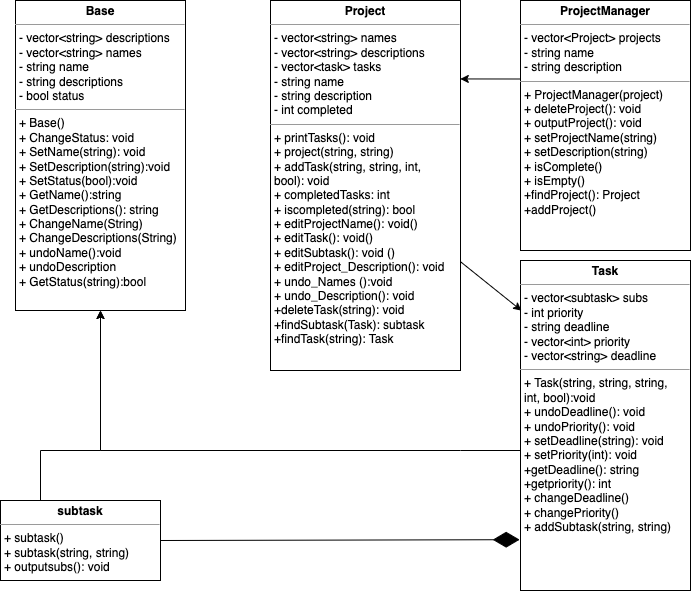 Base
- vector<string> descriptions
- vector<string> names
- string name
- string descriptions
- bool status
+ Base()
+ ChangeStatus: void
+ SetName(string): void
+ SetDescription(string):void
+ SetStatus(bool):void
+ GetName():string
+ GetDescriptions(): string
+ ChangeName(String)
+ ChangeDescriptions(String)
+ undoName():void
+ undoDescription
+ GetStatus(string):bool
Project
- vector<string> names
- vector<string> descriptions
- vector<task> tasks
- string name
- string description
- int completed
+ printTasks(): void
+ project(string, string)
+ addTask(string, string, int,
bool): void
+ completedTasks: int
+ iscompleted(string): bool
+ editProjectName(): void()
+ editTask(): void()
+ editSubtask(): void ()
+ editProject_Description(): void
+ undo_Names ():void
+ undo_Description(): void
+deleteTask(string): void
+findSubtask(Task): subtask
+findTask(string): Task
ProjectManager
- vector<Project> projects
- string name
- string description
+ ProjectManager(project)
+ deleteProject(): void
+ outputProject(): void
+ setProjectName(string)
+ setDescription(string)
+ isComplete()
+ isEmpty()
+findProject(): Project
+addProject()
Task
- vector<subtask> subs
- int priority
- string deadline
- vector<int> priority
- vector<string> deadline
+ Task(string, string, string,
int, bool):void
+ undoDeadline(): void
+ undoPriority(): void
+ setDeadline(string): void
+ setPriority(int): void
+getDeadline(): string
+getpriority(): int
+ changeDeadline()
+ changePriority()
+ addSubtask(string, string)
subtask
+ subtask()
+ subtask(string, string)
+ outputsubs(): void